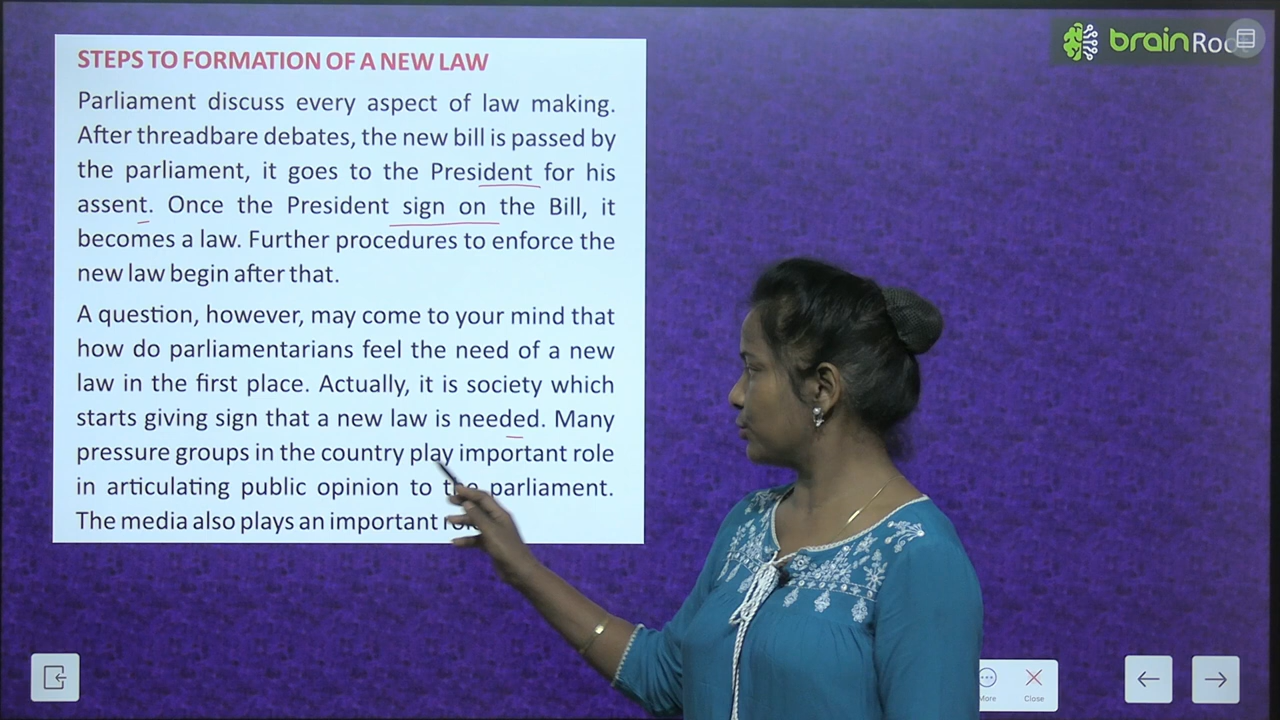 STEPS TO FORMATION OF A NEW LAW
Parliament discuss every aspect of law making.
After threadbare debates, the new bill is passed by
the parliament, it goes to the President for his
assent. Once the President sign on the Bill, it
becomes a law. Further procedures to enforce the
new law begin after that.
A question, however, may come to your mind that
how do parliamentarians feel the need of a new
law in the first place. Actually, it is society which
starts giving sign that a new law is needed. Many
pressure groups in the country play important role
in articulating public opinion to the parliament.
The media also plays an important role
brainRoot
More
Close